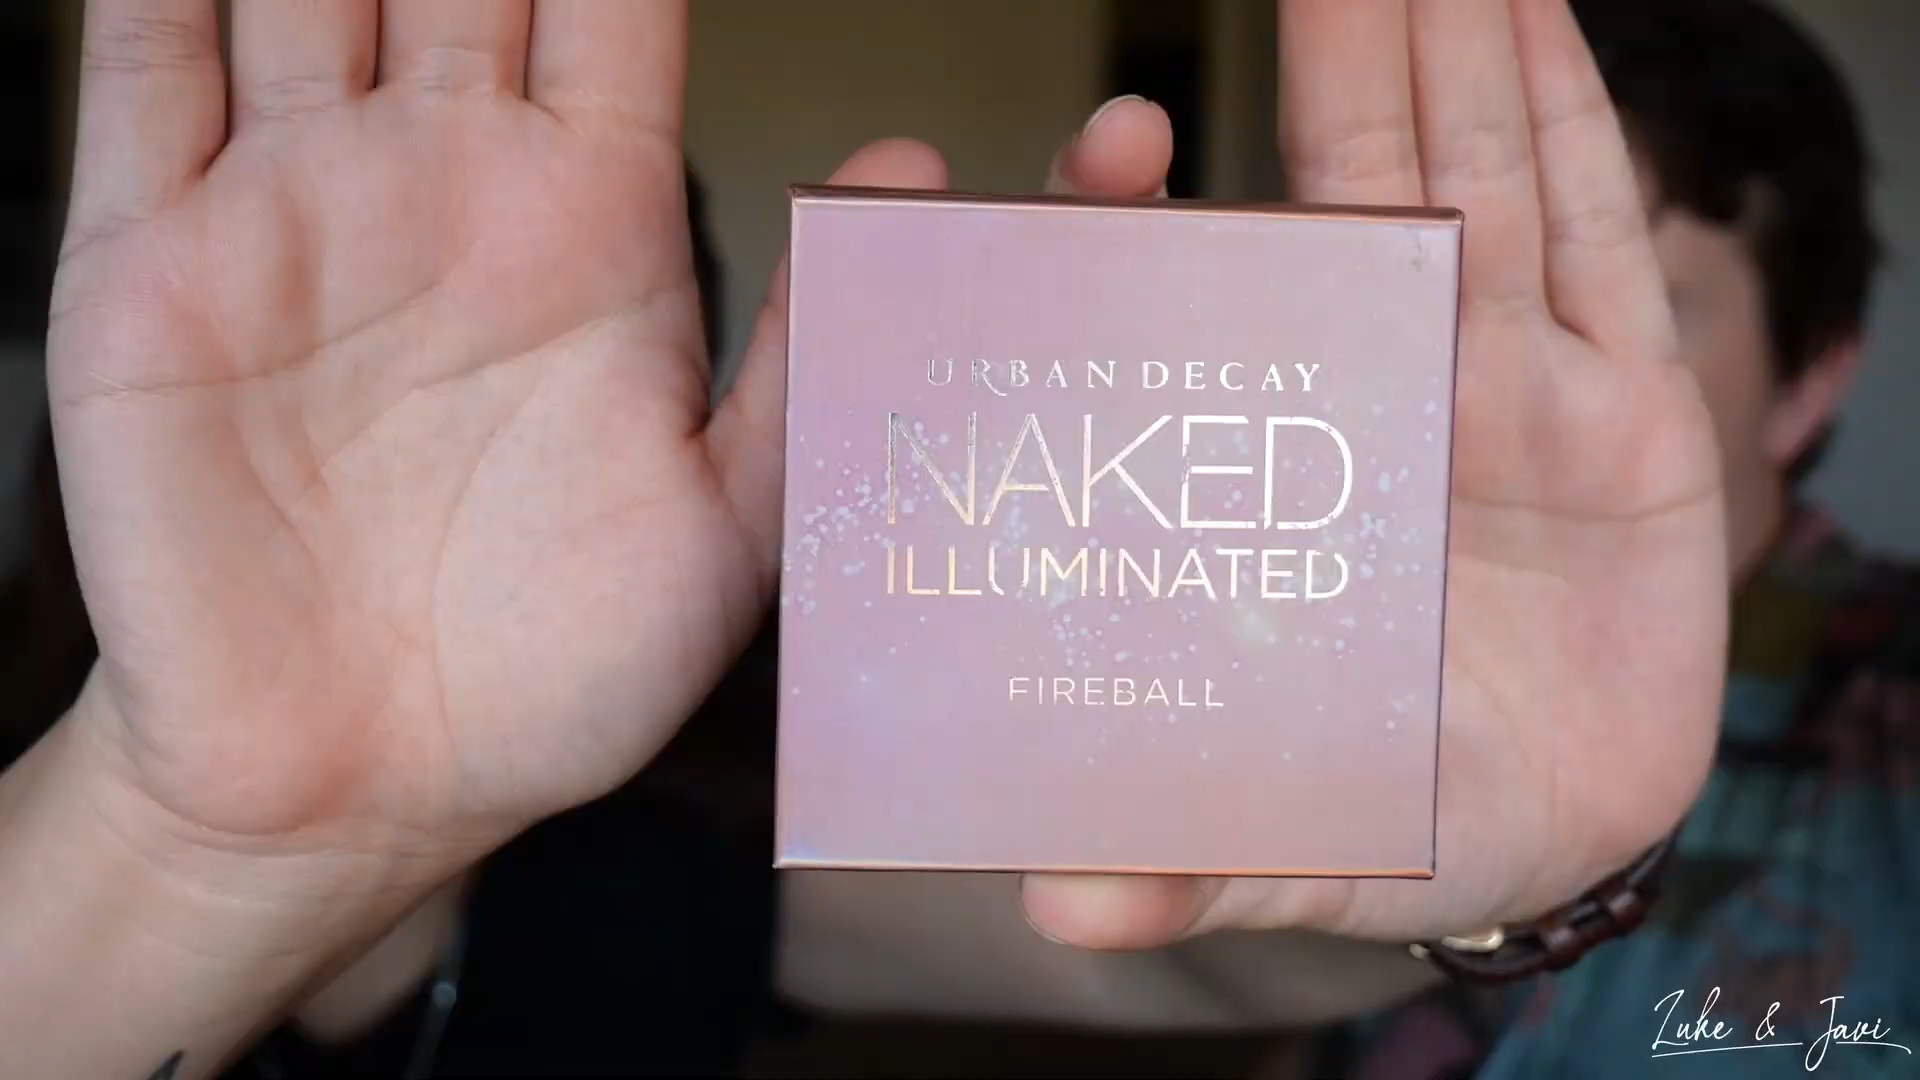 URBAN DECAY
NAKED
ILLUMINATED
FIREBALL
Luke & Javi